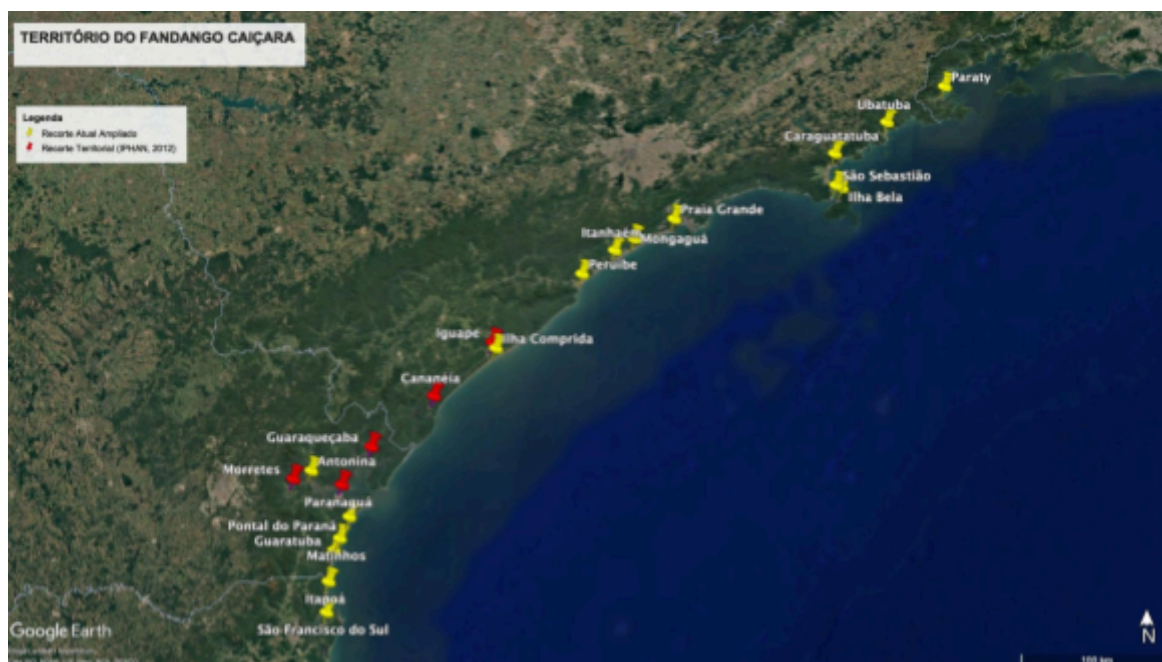 TERRITÓRIO DO FANDANGO CAIÇARA
Legenda
Recorte Atual Ampliado
Recorte Territorial (IPHAN, 2012)
Paraty
Ubatuba
Caraguatatuba
São Sebastião
Ilha Bela
Praia Grande
Itanhaém
Mongaguá
Peruíbe
Iguape
Ilha Comprida
Cananéia
Guaraqueçaba
Antonina
Morretes
Paranaguá
Pontal do Paraná
Guaratuba
Matinhos
Itapoá
São Francisco do Sul
Google Earth
N
100 km